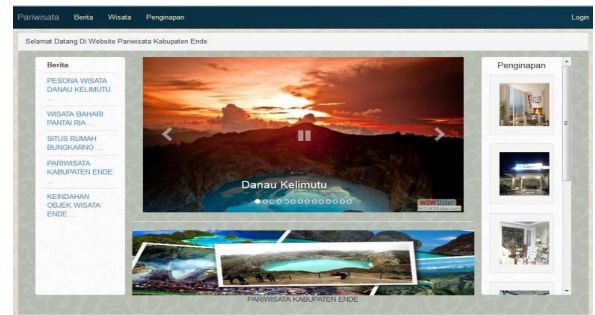 Pariwisata Berita Wisata Penginapan Login
Selamat Datang Di Website Pariwisata Kabupaten Ende
Berita
PESONA WISATA
DANAU KELIMUTU
...
WISATA BAHARI
PANTAI RIA ...
SITUS RUMAH
BUNGKARNO ...
PARIWISATA
KABUPATEN ENDE
...
KEINDAHAN
OBJEK WISATA
ENDE ...
Danau Kelimutu
WOWSlider
Penginapan
PARIWISATA KABUPATEN ENDE